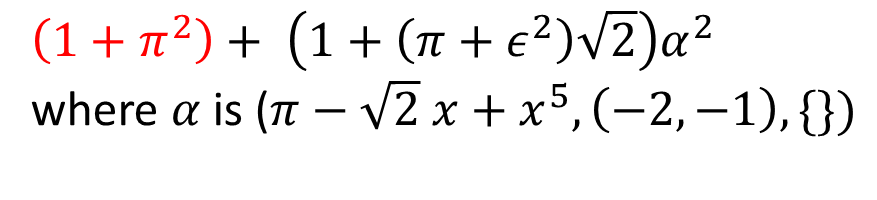 (1 + π²) + (1 + (π + ϵ²)√2)α²
where α is (π − √2 x + x⁵, (−2, −1), {})